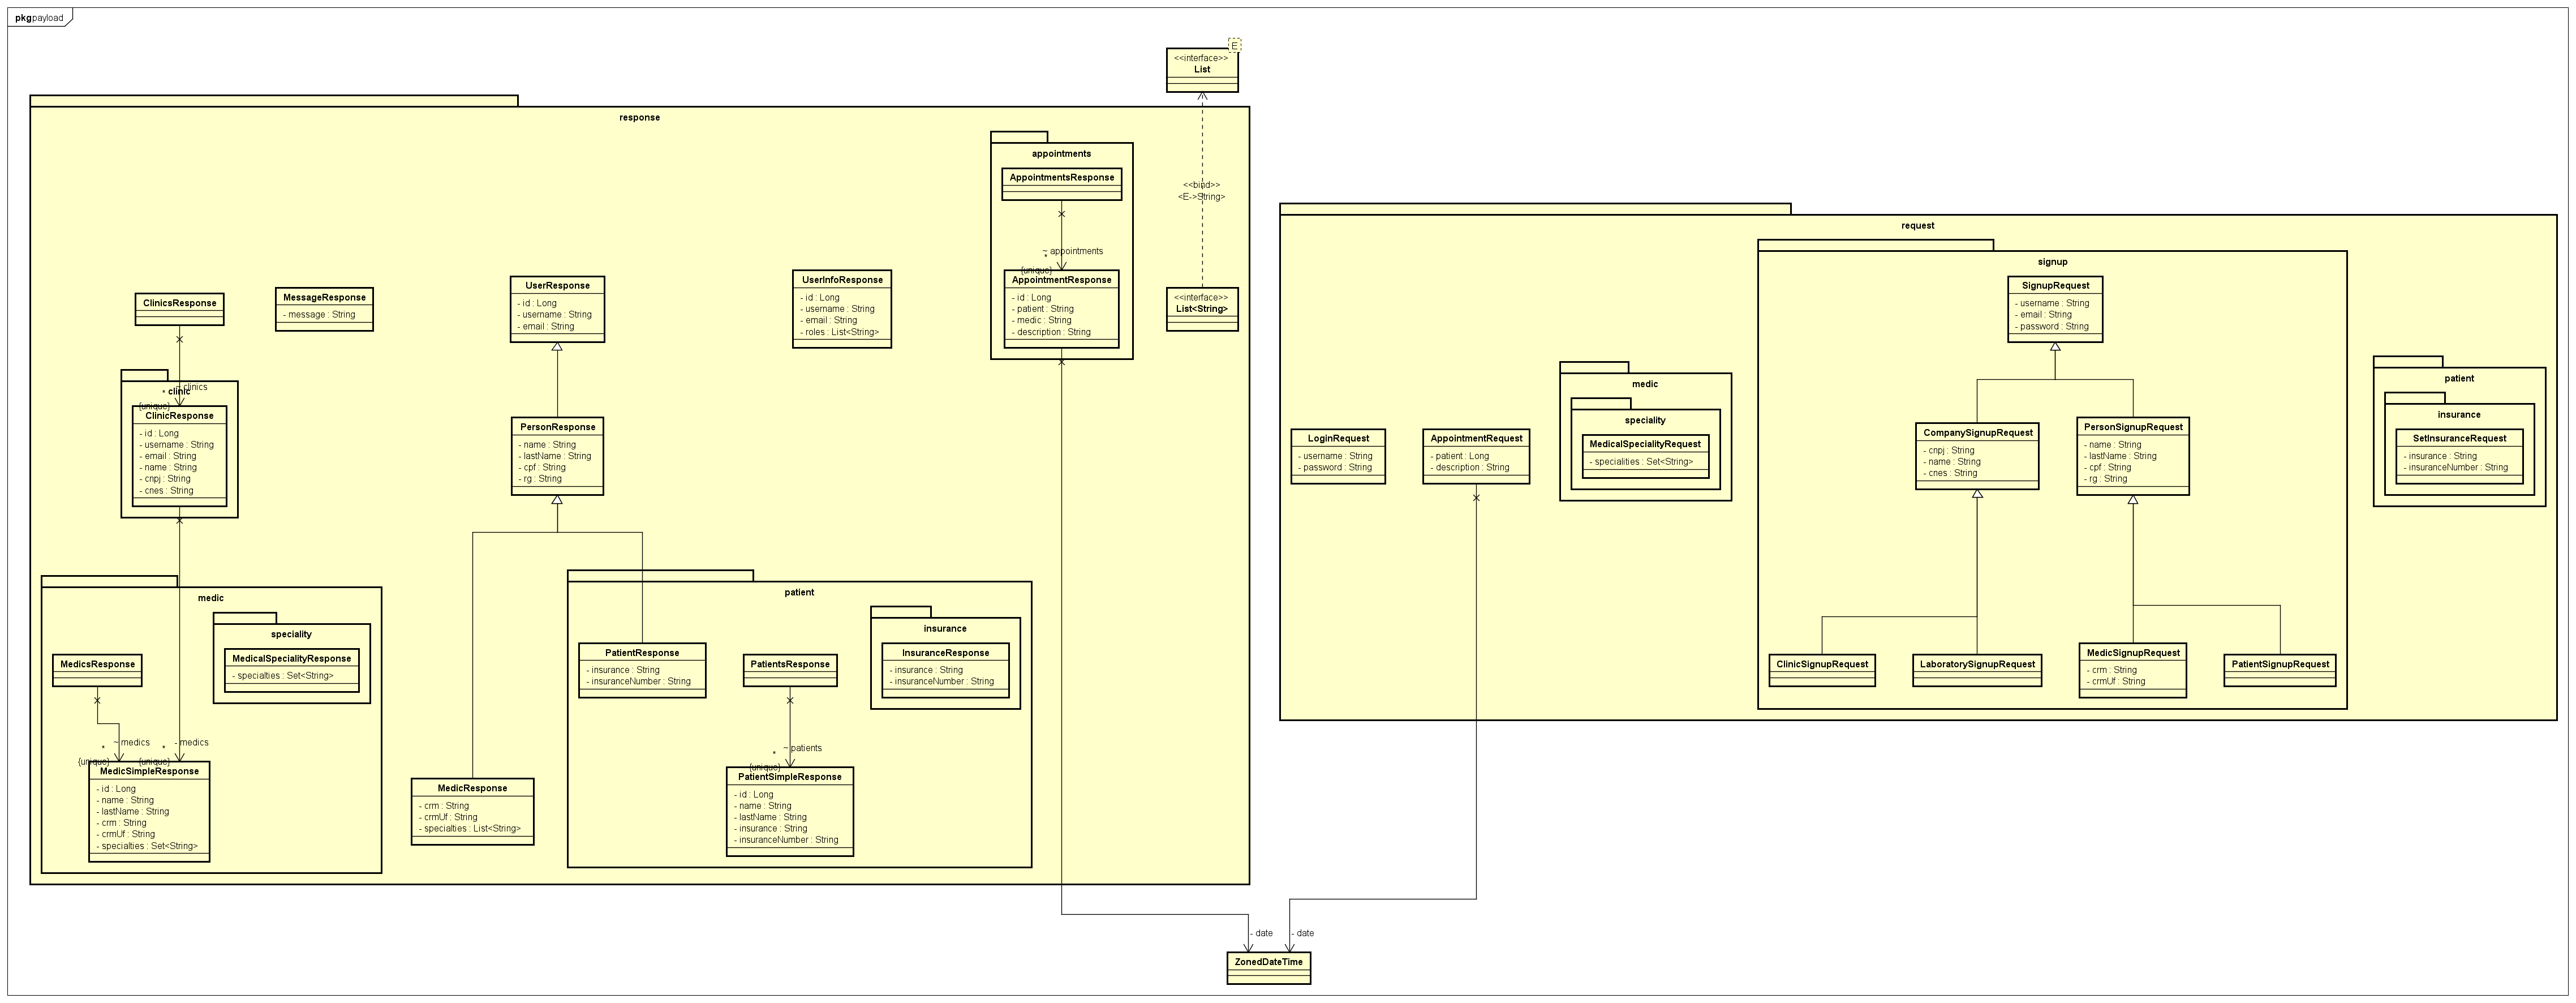 pkg payload
E
<<interface>>
List
<<bind>>
<E->String>
<<interface>>
List<String>
response
appointments
AppointmentsResponse
~ appointments
*
{unique}
AppointmentResponse
- id : Long
- patient : String
- medic : String
- description : String
ClinicsResponse
MessageResponse
- message : String
UserResponse
- id : Long
- username : String
- email : String
UserInfoResponse
- id : Long
- username : String
- email : String
- roles : List<String>
~ clinics
*
clinic
{unique}
ClinicResponse
- id : Long
- username : String
- email : String
- name : String
- cnpj : String
- cnes : String
PersonResponse
- name : String
- lastName : String
- cpf : String
- rg : String
medic
speciality
MedicalSpecialityResponse
- specialties : Set<String>
MedicsResponse
*
~ medics
*
- medics
{unique}
{unique}
MedicSimpleResponse
- id : Long
- name : String
- lastName : String
- crm : String
- crmUf : String
- specialties : Set<String>
MedicResponse
- crm : String
- crmUf : String
- specialties : List<String>
patient
PatientResponse
- insurance : String
- insuranceNumber : String
PatientsResponse
insurance
InsuranceResponse
- insurance : String
- insuranceNumber : String
~ patients
*
{unique}
PatientSimpleResponse
- id : Long
- name : String
- lastName : String
- insurance : String
- insuranceNumber : String
request
LoginRequest
- username : String
- password : String
AppointmentRequest
- patient : Long
- description : String
medic
speciality
MedicalSpecialityRequest
- specialities : Set<String>
signup
SignupRequest
- username : String
- email : String
- password : String
CompanySignupRequest
- cnpj : String
- name : String
- cnes : String
PersonSignupRequest
- name : String
- lastName : String
- cpf : String
- rg : String
ClinicSignupRequest
LaboratorySignupRequest
MedicSignupRequest
- crm : String
- crmUf : String
PatientSignupRequest
patient
insurance
SetInsuranceRequest
- insurance : String
- insuranceNumber : String
- date
- date
ZonedDateTime